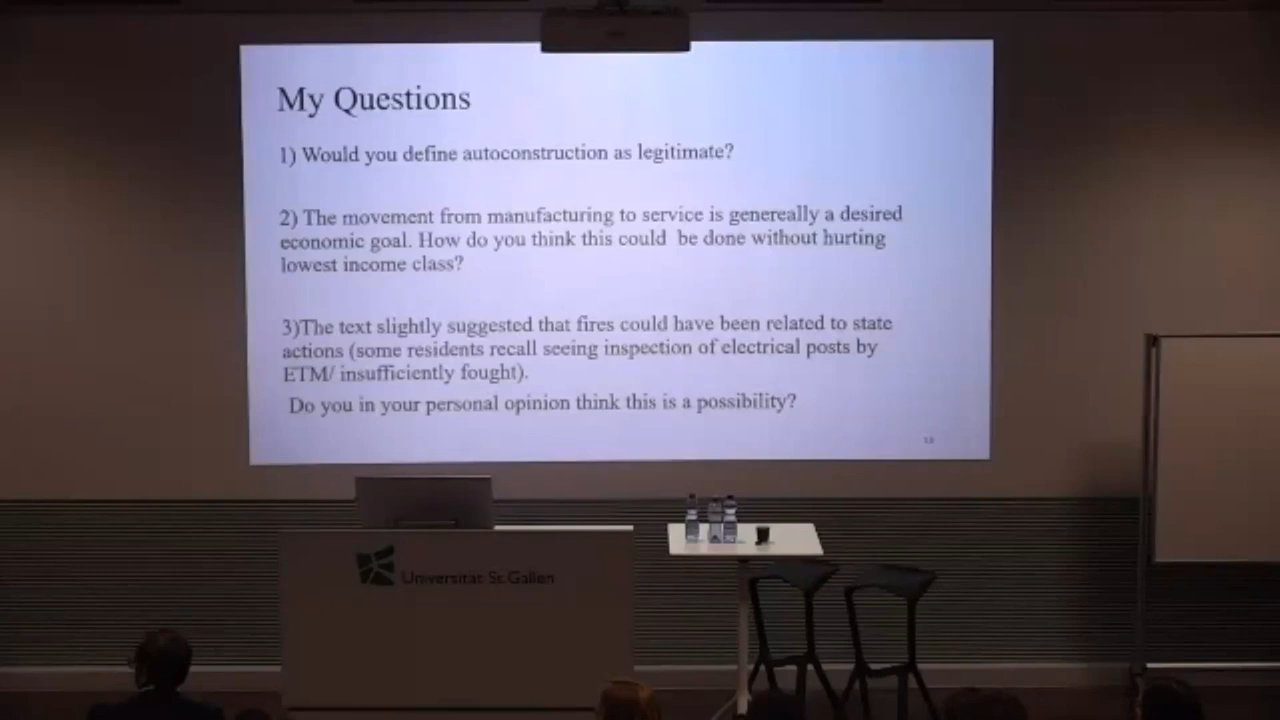 My Questions
1) Would you define autoconstruction as legitimate?
2) The movement from manufacturing to service is genereally a desired
economic goal. How do you think this could be done without hurting
lowest income class?
3)The text slightly suggested that fires could have been related to state
actions (some residents recall seeing inspection of electrical posts by
ETM/ insufficiently fought).
Do you in your personal opinion think this is a possibility?
Universität St.Gallen